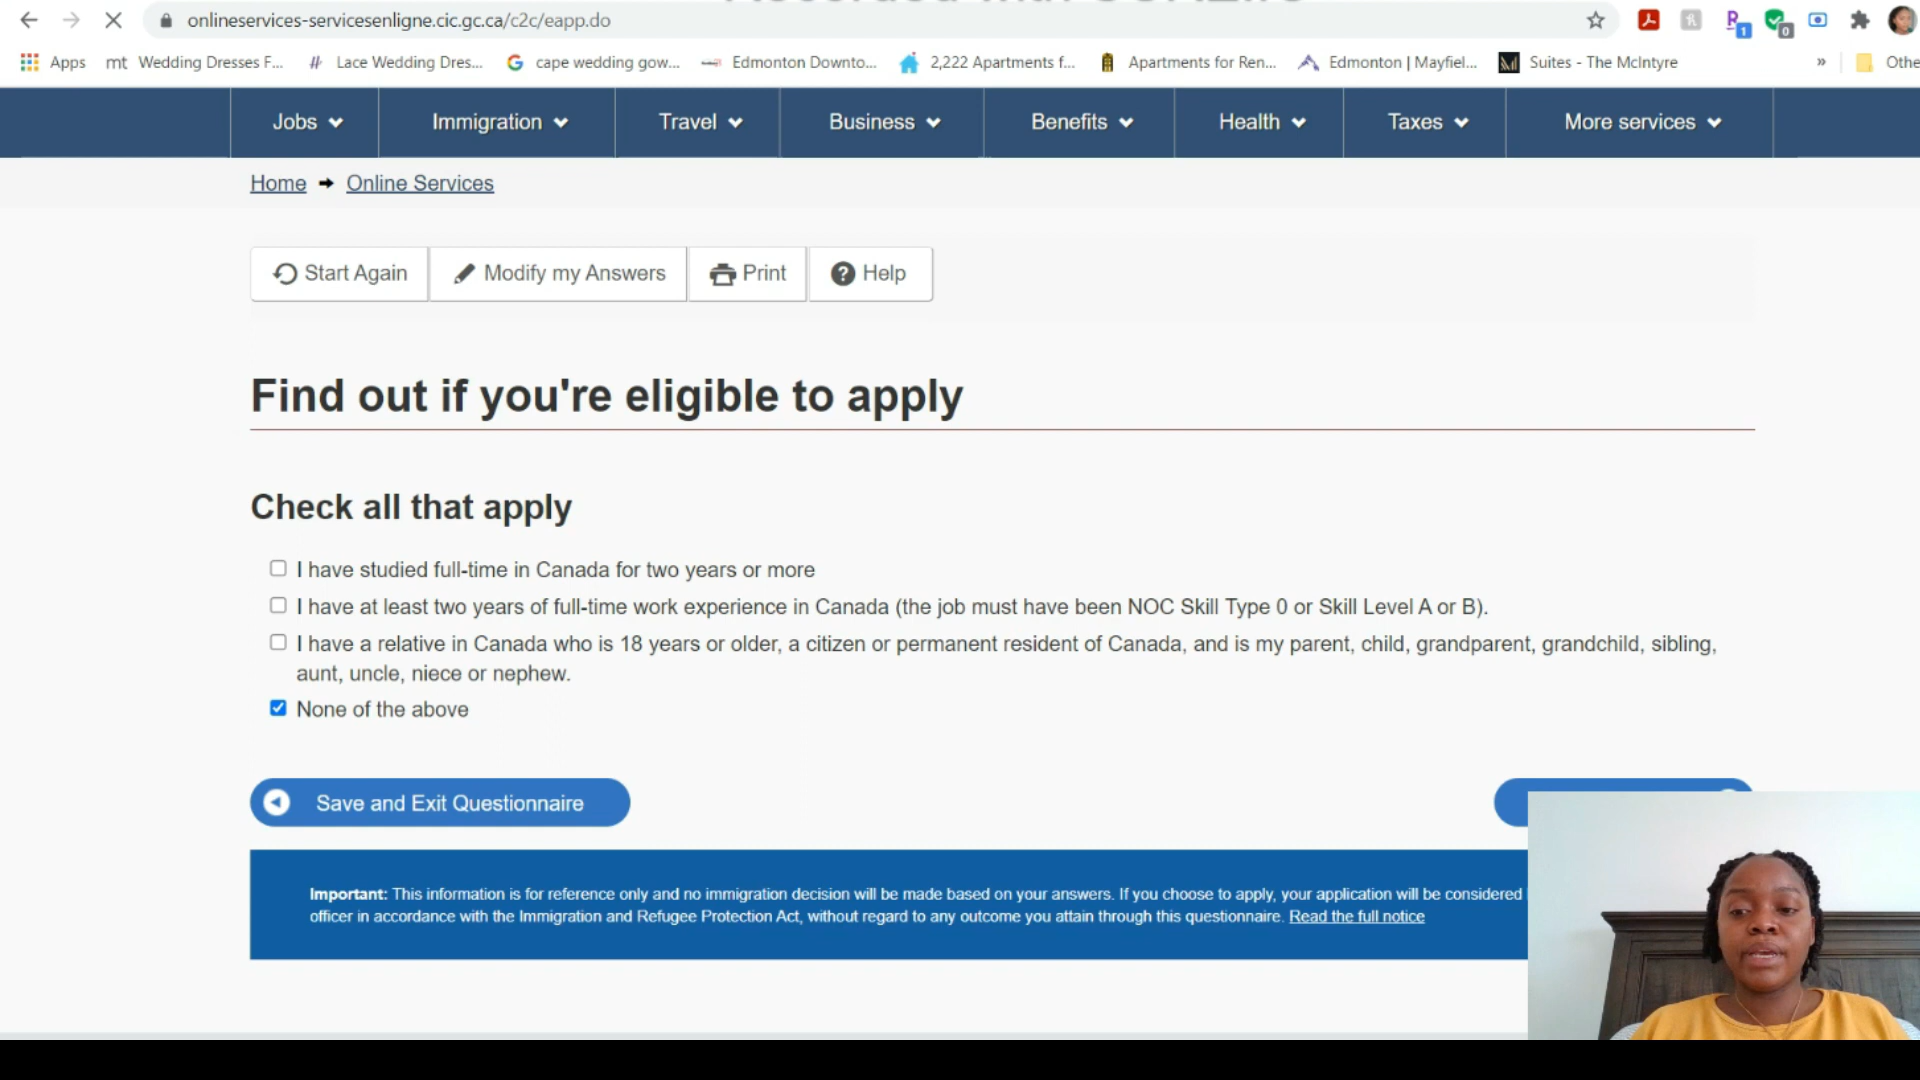 onlineservices-servicesenligne.cic.gc.ca/c2c/eapp.do
1
0
Apps mt Wedding Dresses F... Lace Wedding Dres... cape wedding gow... Edmonton Downto... 2,222 Apartments f... Apartments for Ren... Edmonton | Mayfiel... Suites - The McIntyre » Othe
Jobs Immigration Travel Business Benefits Health Taxes More services
Home Online Services
Start Again Modify my Answers Print Help
Find out if you're eligible to apply
Check all that apply
I have studied full-time in Canada for two years or more
I have at least two years of full-time work experience in Canada (the job must have been NOC Skill Type 0 or Skill Level A or B).
I have a relative in Canada who is 18 years or older, a citizen or permanent resident of Canada, and is my parent, child, grandparent, grandchild, sibling,
aunt, uncle, niece or nephew.
None of the above
Save and Exit Questionnaire
Important: This information is for reference only and no immigration decision will be made based on your answers. If you choose to apply, your application will be considered
officer in accordance with the Immigration and Refugee Protection Act, without regard to any outcome you attain through this questionnaire. Read the full notice